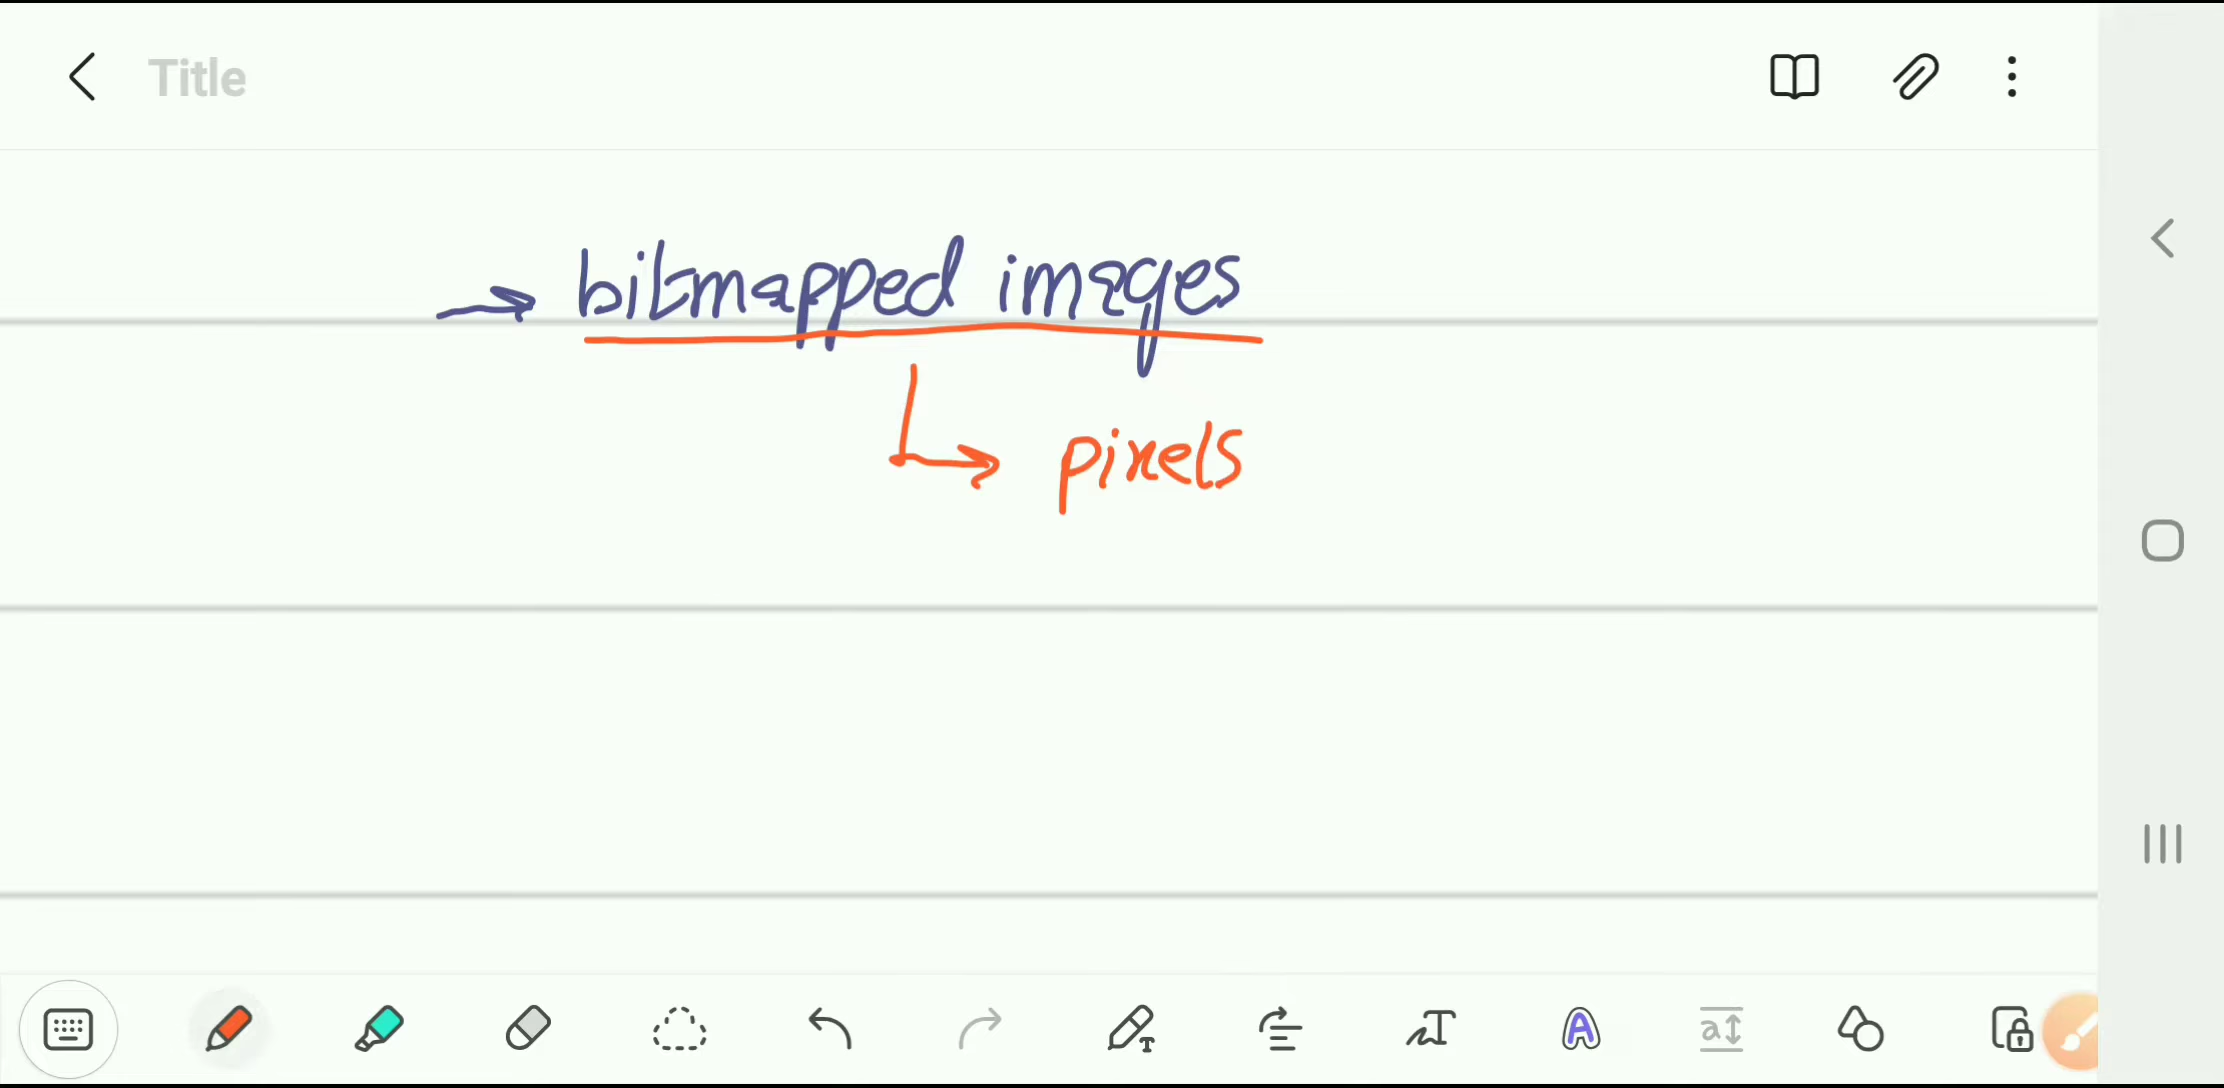 Title
→ bitmapped images
↳ pixels